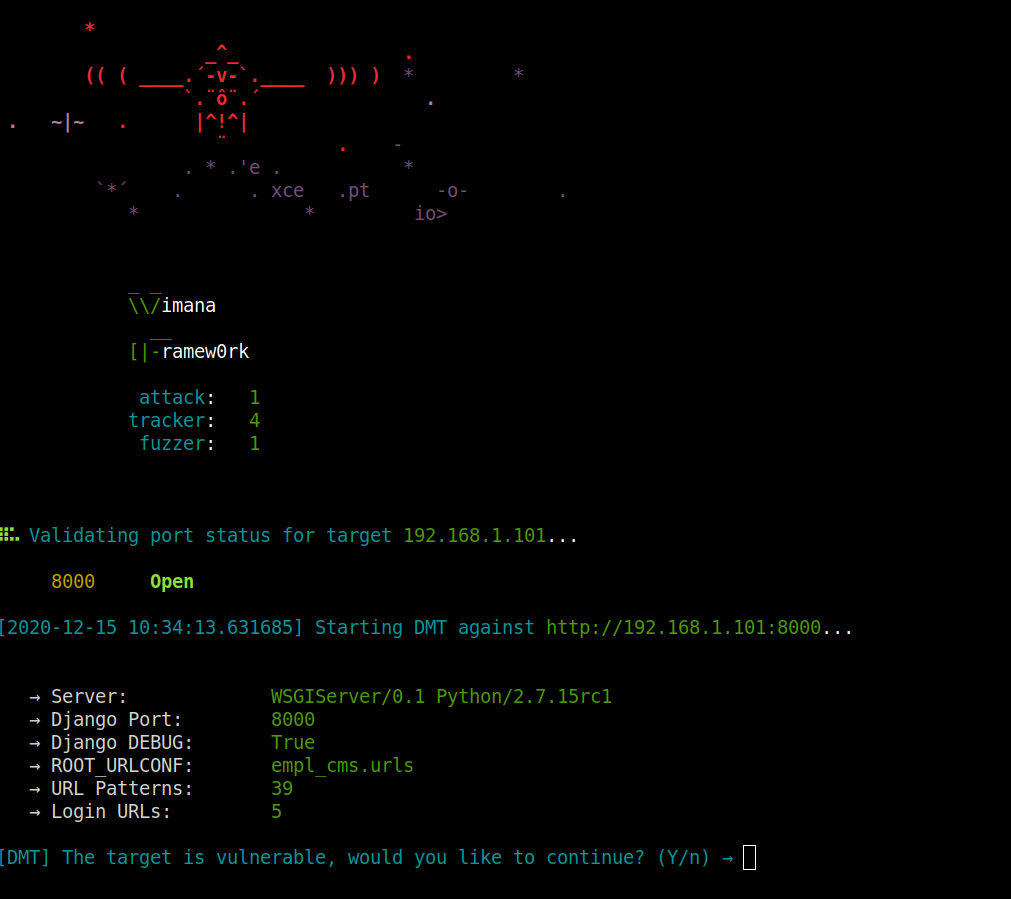 *
_^_ .
(( ( ____.´-v-`.____ ))) ) * *
`.¨ô¨.´ .
. ~|~ . |^!^|
¨ . -
. * .'e . *
`*´ . . xce .pt -o- .
* * io>
_ _
\\/imana
__
[|-ramew0rk
attack: 1
tracker: 4
fuzzer: 1
Validating port status for target 192.168.1.101...
8000 Open
[2020-12-15 10:34:13.631685] Starting DMT against http://192.168.1.101:8000...
→ Server: WSGIServer/0.1 Python/2.7.15rc1
→ Django Port: 8000
→ Django DEBUG: True
→ ROOT_URLCONF: empl_cms.urls
→ URL Patterns: 39
→ Login URLs: 5
[DMT] The target is vulnerable, would you like to continue? (Y/n) →